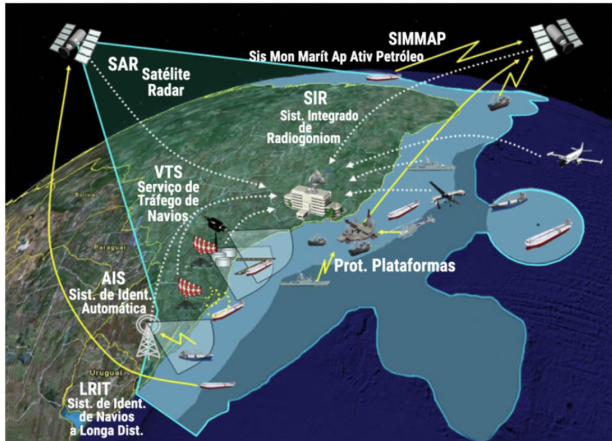 SIMMAP
Sis Mon Marít Ap Ativ Petróleo
SAR
Satélite
Radar
SIR
Sist. Integrado
de
Radiogoniom
VTS
Serviço de
Tráfego de
Navios
Prot. Plataformas
AIS
Sist. de Ident.
Automática
LRIT
Sist. de Ident.
de Navios
à Longa Dist.
Paraguai
Uruguai